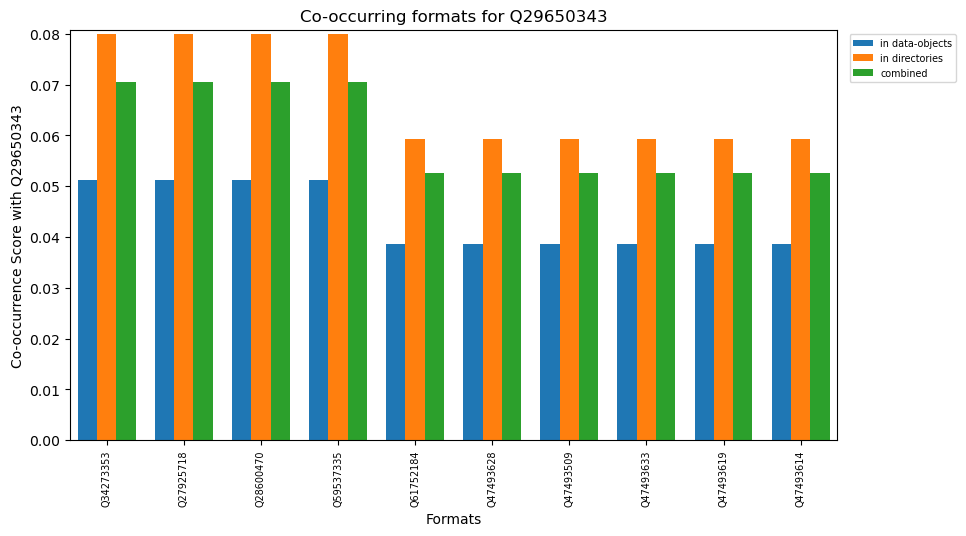 Co-occurring formats for Q29650343
Co-occurrence Score with Q29650343
0.08
0.07
0.06
0.05
0.04
0.03
0.02
0.01
0.00
in data-objects
in directories
combined
Q34273353
Q27925718
Q28600470
Q59537335
Q61752184
Q47493628
Q47493509
Q47493633
Q47493619
Q47493614
Formats